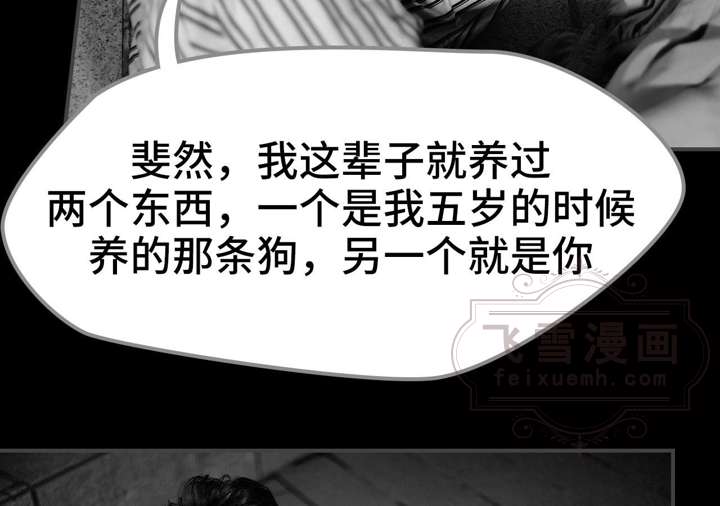 斐然，我这辈子就养过
两个东西，一个是我五岁的时候
养的那条狗，另一个就是你
飞雪漫画
feixuemh.com